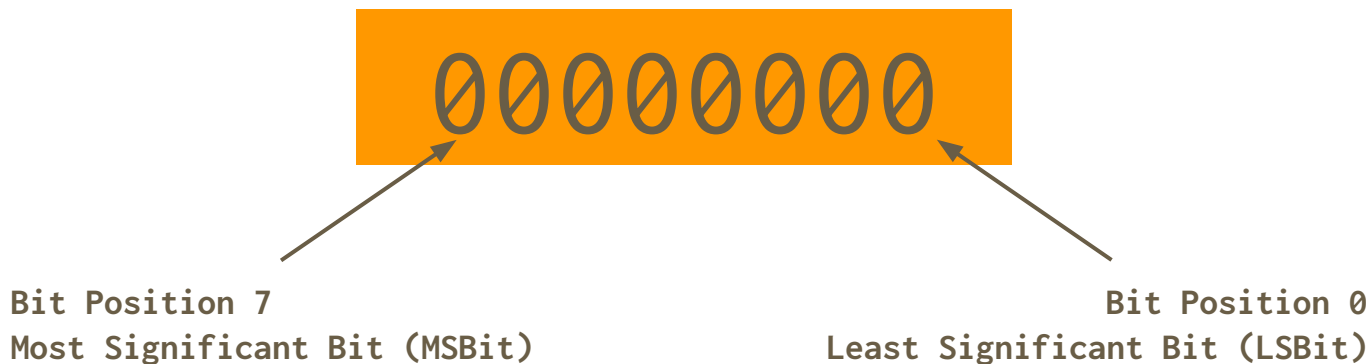 00000000
Bit Position 7
Most Significant Bit (MSBit)
Bit Position 0
Least Significant Bit (LSBit)